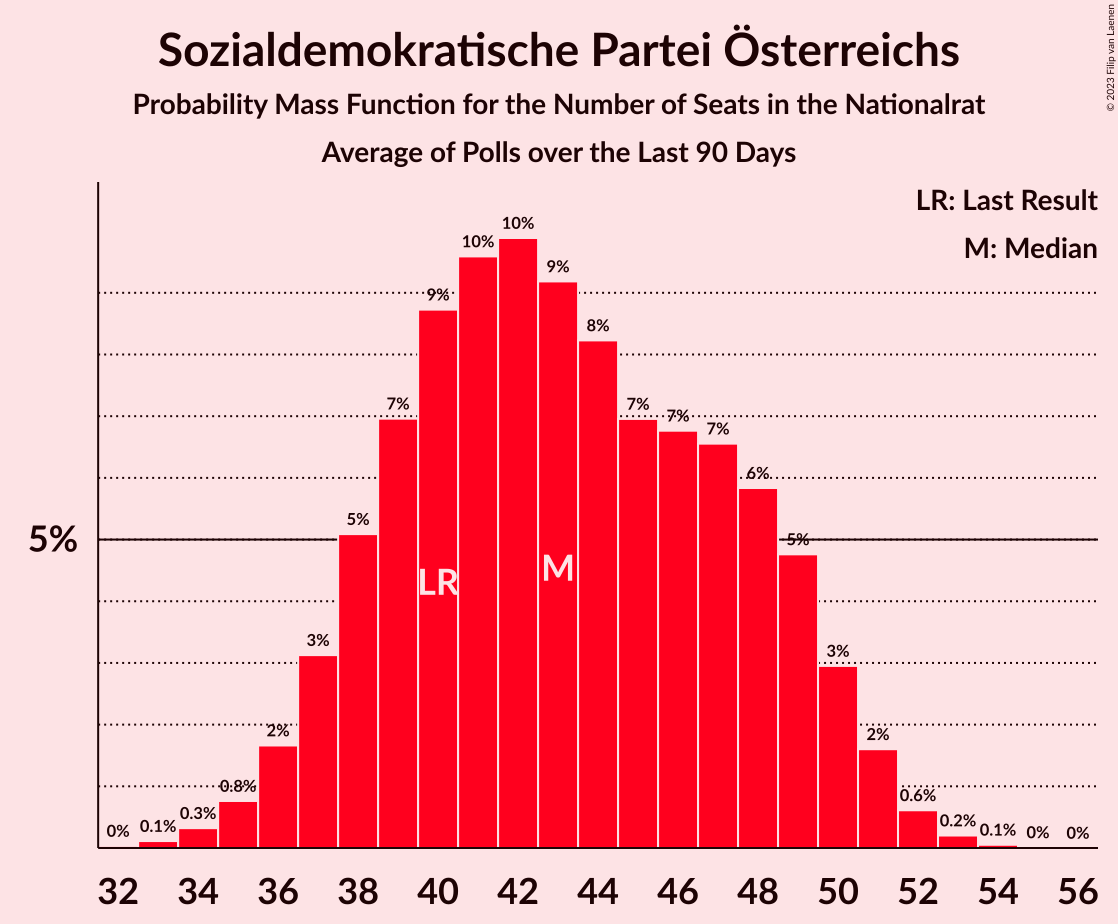 Sozialdemokratische Partei Österreichs
Probability Mass Function for the Number of Seats in the Nationalrat
Average of Polls over the Last 90 Days
© 2023 Filip van Laenen
LR: Last Result
M: Median
5%
0%
0.1%
0.3%
0.8%
2%
3%
5%
7%
9%
10%
10%
9%
8%
7%
7%
7%
6%
5%
3%
2%
0.6%
0.2%
0.1%
0%
0%
LR
M
32 34 36 38 40 42 44 46 48 50 52 54 56